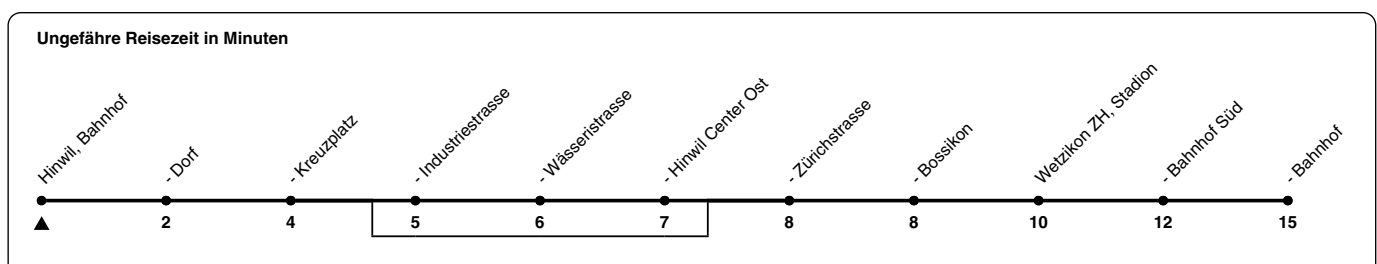 Ungefähre Reisezeit in Minuten
Hinwil, Bahnhof
- Dorf
- Kreuzplatz
- Industriestrasse
- Wässeristrasse
- Hinwil Center Ost
- Zürichstrasse
- Bossikon
Wetzikon ZH, Stadion
- Bahnhof Süd
- Bahnhof
2 4 5 6 7 8 8 10 12 15